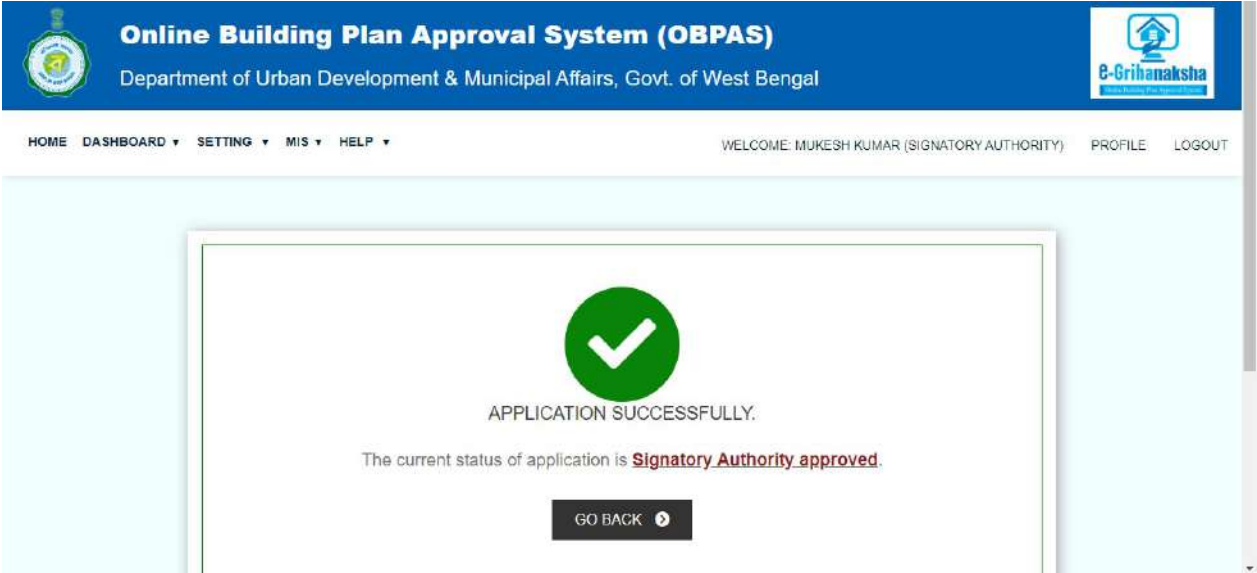 Online Building Plan Approval System (OBPAS)
Department of Urban Development & Municipal Affairs, Govt. of West Bengal
e-Grihanaksha
HOME DASHBOARD ▾ SETTING ▾ MIS ▾ HELP ▾ WELCOME: MUKESH KUMAR (SIGNATORY AUTHORITY) PROFILE LOGOUT
APPLICATION SUCCESSFULLY.
The current status of application is Signatory Authority approved.
GO BACK